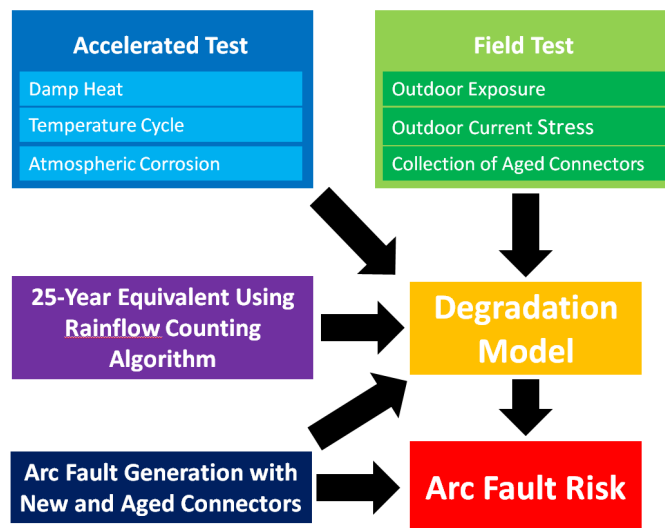 Accelerated Test
Damp Heat
Temperature Cycle
Atmospheric Corrosion
Field Test
Outdoor Exposure
Outdoor Current Stress
Collection of Aged Connectors
25-Year Equivalent Using
Rainflow Counting
Algorithm
Degradation
Model
Arc Fault Generation with
New and Aged Connectors
Arc Fault Risk